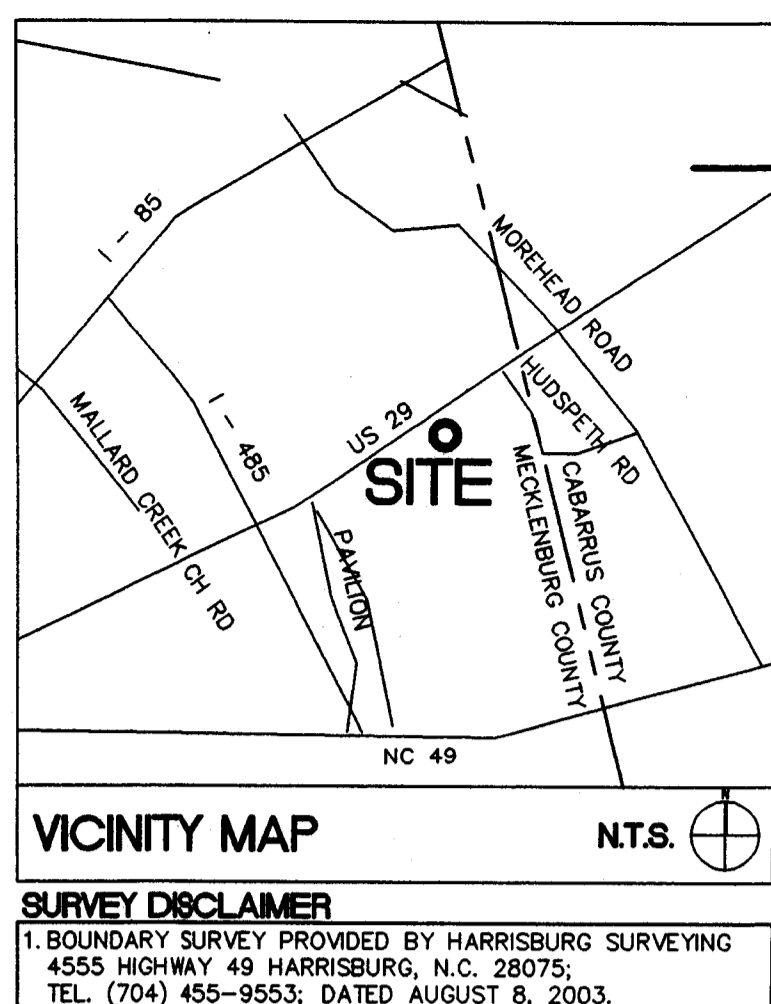 I - 85
MOREHEAD ROAD
MALLARD CREEK CH RD
I - 485
US 29
HUDSPETH RD
SITE
PAVILION
MECKLENBURG COUNTY
CABARRUS COUNTY
NC 49
VICINITY MAP
N.T.S.
N
SURVEY DISCLAIMER
1. BOUNDARY SURVEY PROVIDED BY HARRISBURG SURVEYING
4555 HIGHWAY 49 HARRISBURG, N.C. 28075;
TEL. (704) 455-9553; DATED AUGUST 8, 2003.